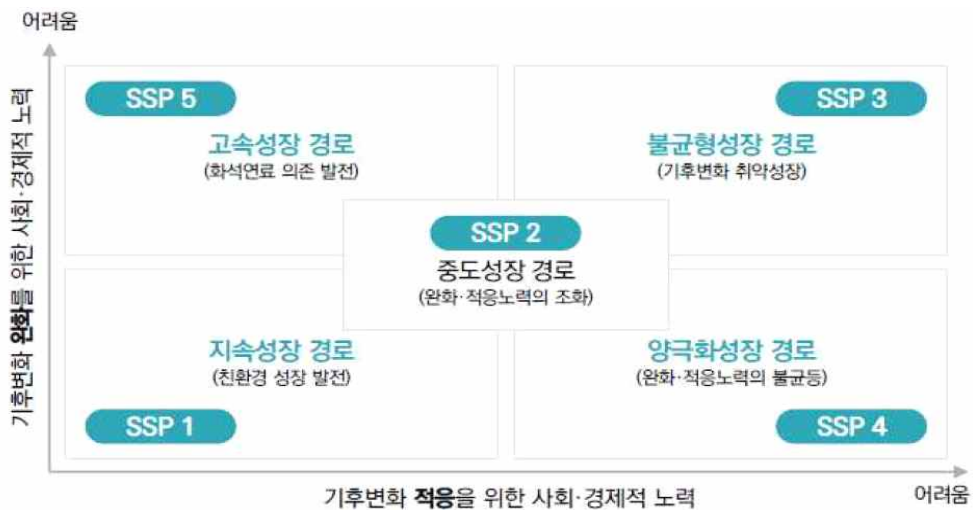 어려움
기후변화 완화를 위한 사회·경제적 노력
SSP 5
고속성장 경로
(화석연료 의존 발전)
SSP 3
불균형성장 경로
(기후변화 취약성장)
SSP 2
중도성장 경로
(완화·적응노력의 조화)
지속성장 경로
(친환경 성장 발전)
SSP 1
양극화성장 경로
(완화·적응노력의 불균등)
SSP 4
기후변화 적응을 위한 사회·경제적 노력
어려움